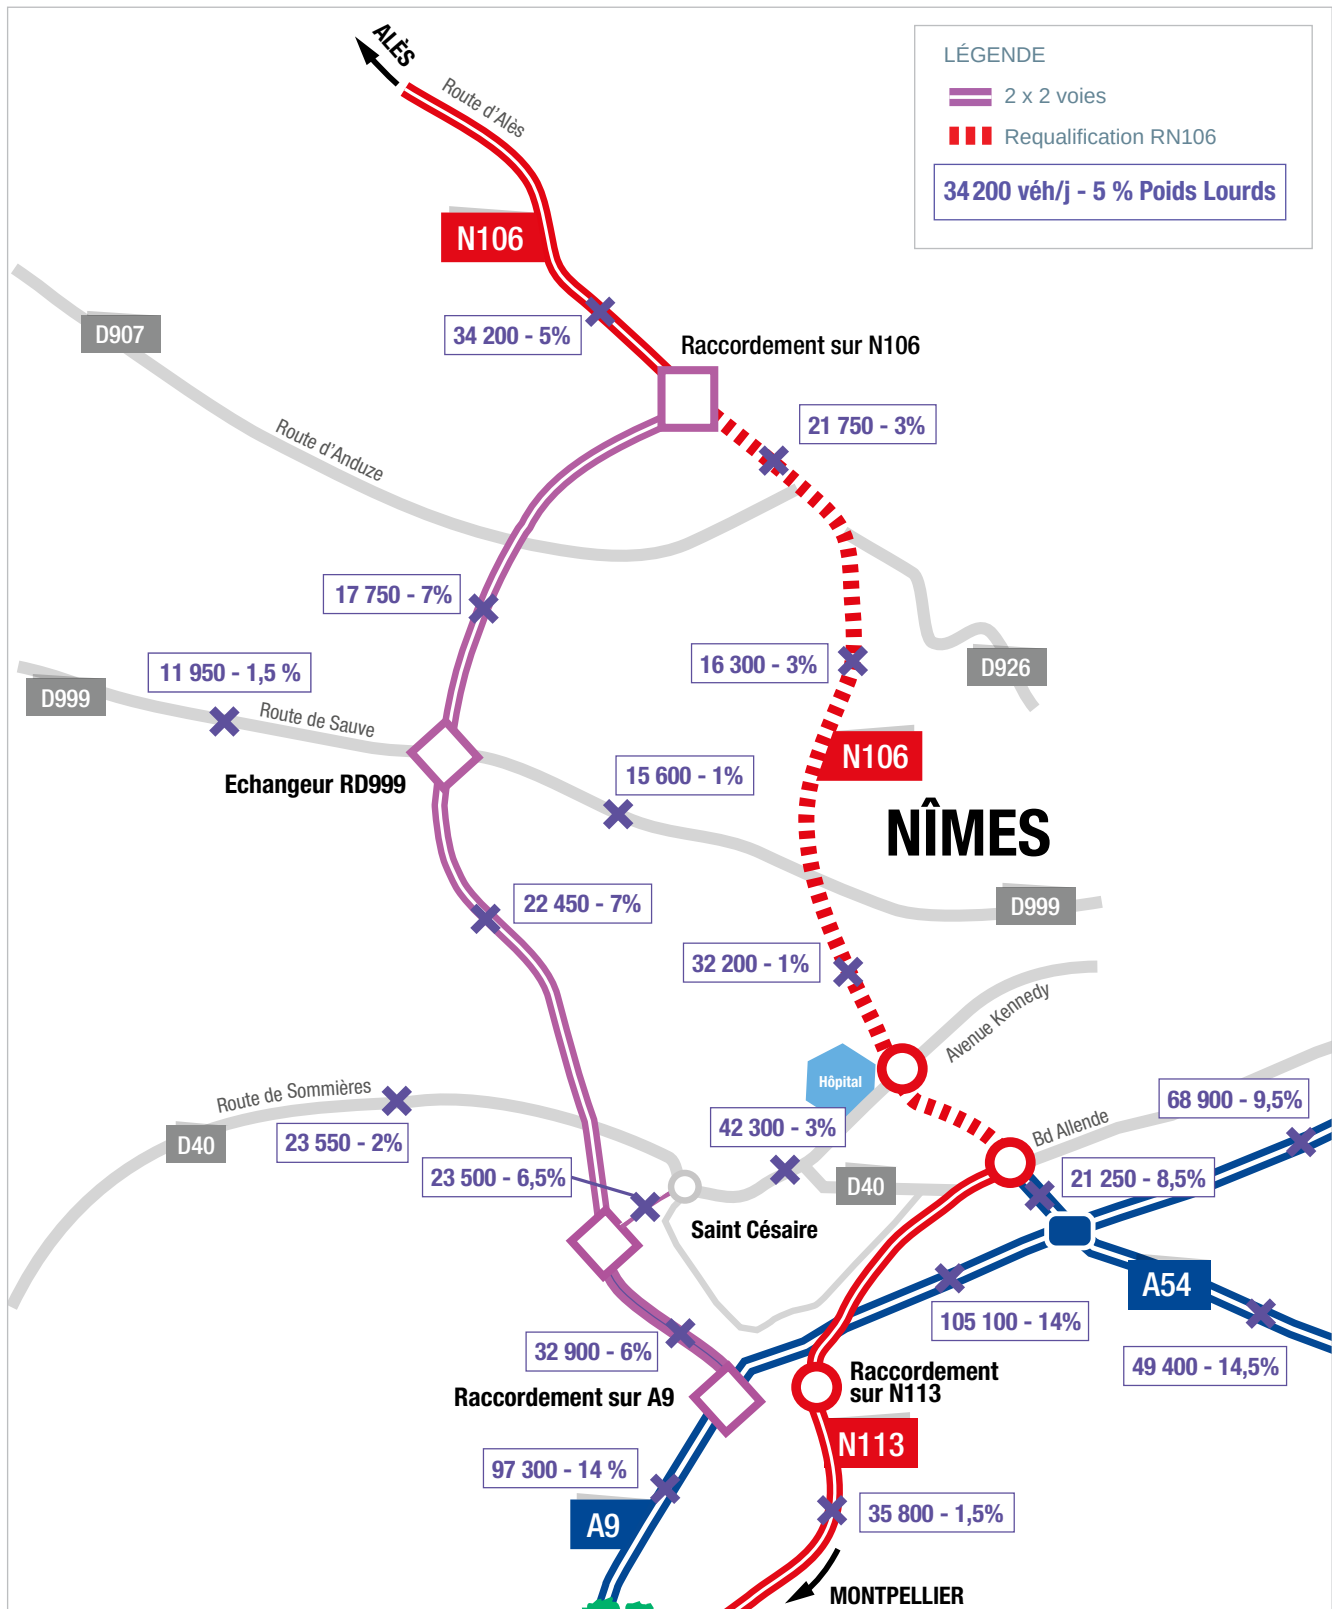 ALÈS
Route d'Alès
LÉGENDE
2 x 2 voies
Requalification RN106
34 200 véh/j - 5 % Poids Lourds
N106
D907
34 200 - 5%
Raccordement sur N106
21 750 - 3%
Route d'Anduze
17 750 - 7%
16 300 - 3%
D926
11 950 - 1,5 %
D999
Route de Sauve
N106
Echangeur RD999
15 600 - 1%
NÎMES
22 450 - 7%
D999
32 200 - 1%
Avenue Kennedy
Hôpital
Route de Sommières
68 900 - 9,5%
42 300 - 3%
Bd Allende
D40
23 550 - 2%
23 500 - 6,5%
D40
21 250 - 8,5%
Saint Césaire
A54
105 100 - 14%
32 900 - 6%
49 400 - 14,5%
Raccordement sur A9
Raccordement
sur N113
N113
97 300 - 14 %
A9
35 800 - 1,5%
MONTPELLIER